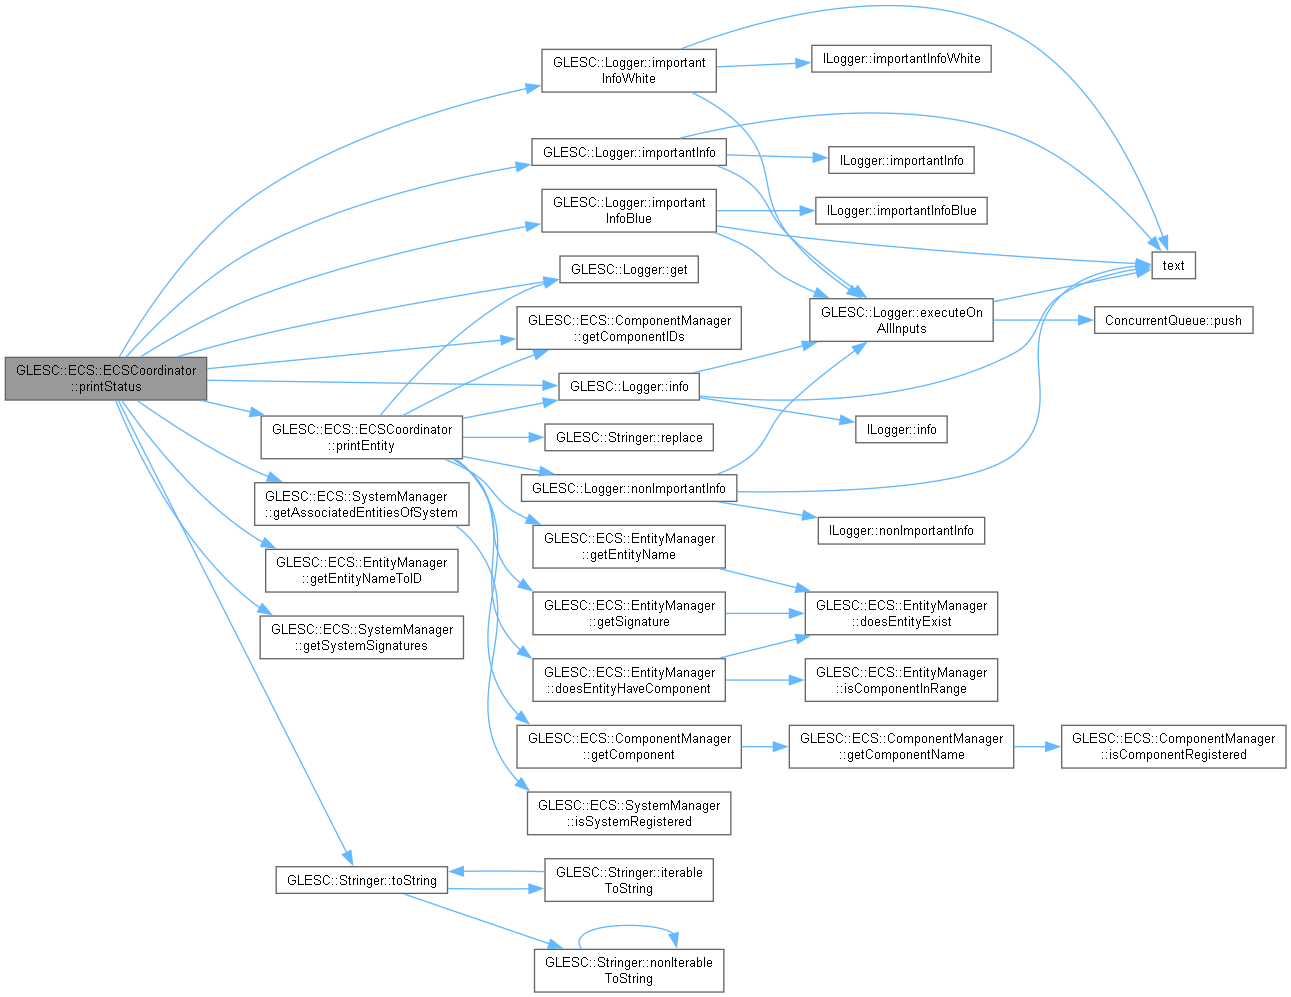 GLESC::ECS::ECSCoordinator
::printStatus
GLESC::Logger::important
InfoWhite
ILogger::importantInfoWhite
GLESC::Logger::importantInfo
ILogger::importantInfo
GLESC::Logger::important
InfoBlue
ILogger::importantInfoBlue
text
GLESC::Logger::get
GLESC::Logger::executeOn
AllInputs
ConcurrentQueue::push
GLESC::ECS::ComponentManager
::getComponentIDs
GLESC::Logger::info
ILogger::info
GLESC::ECS::ECSCoordinator
::printEntity
GLESC::Stringer::replace
GLESC::Logger::nonImportantInfo
ILogger::nonImportantInfo
GLESC::ECS::SystemManager
::getAssociatedEntitiesOfSystem
GLESC::ECS::EntityManager
::getEntityName
GLESC::ECS::EntityManager
::getEntityNameToID
GLESC::ECS::EntityManager
::getSignature
GLESC::ECS::EntityManager
::doesEntityExist
GLESC::ECS::SystemManager
::getSystemSignatures
GLESC::ECS::EntityManager
::doesEntityHaveComponent
GLESC::ECS::EntityManager
::isComponentInRange
GLESC::ECS::ComponentManager
::getComponent
GLESC::ECS::ComponentManager
::getComponentName
GLESC::ECS::ComponentManager
::isComponentRegistered
GLESC::ECS::SystemManager
::isSystemRegistered
GLESC::Stringer::toString
GLESC::Stringer::iterable
ToString
GLESC::Stringer::nonIterable
ToString